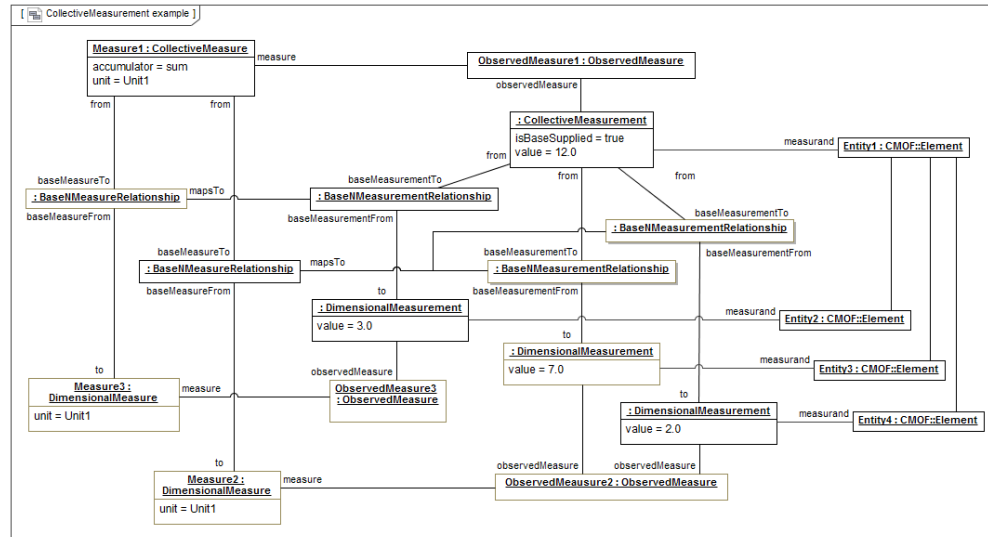 [ CollectiveMeasurement example ]
Measure1 : CollectiveMeasure
accumulator = sum
unit = Unit1
measure
ObservedMeasure1 : ObservedMeasure
observedMeasure
from
from
: CollectiveMeasurement
isBaseSupplied = true
value = 12.0
measurand
Entity1 : CMOF::Element
from
from
from
baseMeasureTo
mapsTo
baseMeasurementTo
: BaseNMeasureRelationship
: BaseNMeasurementRelationship
baseMeasureFrom
baseMeasurementFrom
baseMeasurementTo
: BaseNMeasurementRelationship
baseMeasurementFrom
baseMeasureTo
mapsTo
baseMeasurementTo
: BaseNMeasureRelationship
: BaseNMeasurementRelationship
baseMeasureFrom
baseMeasurementFrom
to
: DimensionalMeasurement
value = 3.0
measurand
Entity2 : CMOF::Element
to
: DimensionalMeasurement
value = 7.0
measurand
Entity3 : CMOF::Element
to
observedMeasure
Measure3 :
DimensionalMeasure
unit = Unit1
measure
ObservedMeasure3
: ObservedMeasure
to
: DimensionalMeasurement
value = 2.0
measurand
Entity4 : CMOF::Element
to
observedMeasure
observedMeasure
Measure2 :
DimensionalMeasure
unit = Unit1
measure
ObservedMeausure2 : ObservedMeasure